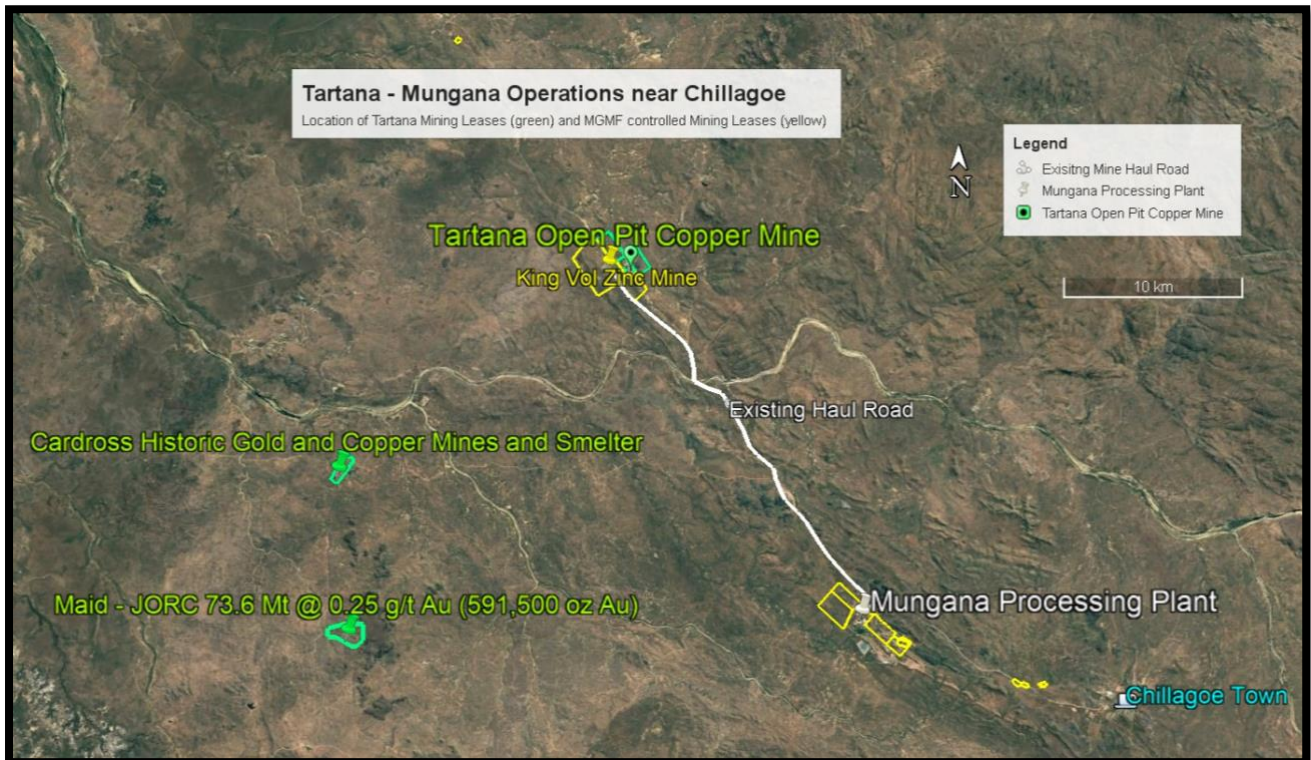 Tartana - Mungana Operations near Chillagoe
Location of Tartana Mining Leases (green) and MGMF controlled Mining Leases (yellow)
Legend
Exisitng Mine Haul Road
Mungana Processing Plant
Tartana Open Pit Copper Mine
N
Tartana Open Pit Copper Mine
King Vol Zinc Mine
10 km
Existing Haul Road
Cardross Historic Gold and Copper Mines and Smelter
Maid - JORC 73.6 Mt @ 0.25 g/t Au (591,500 oz Au)
Mungana Processing Plant
Chillagoe Town